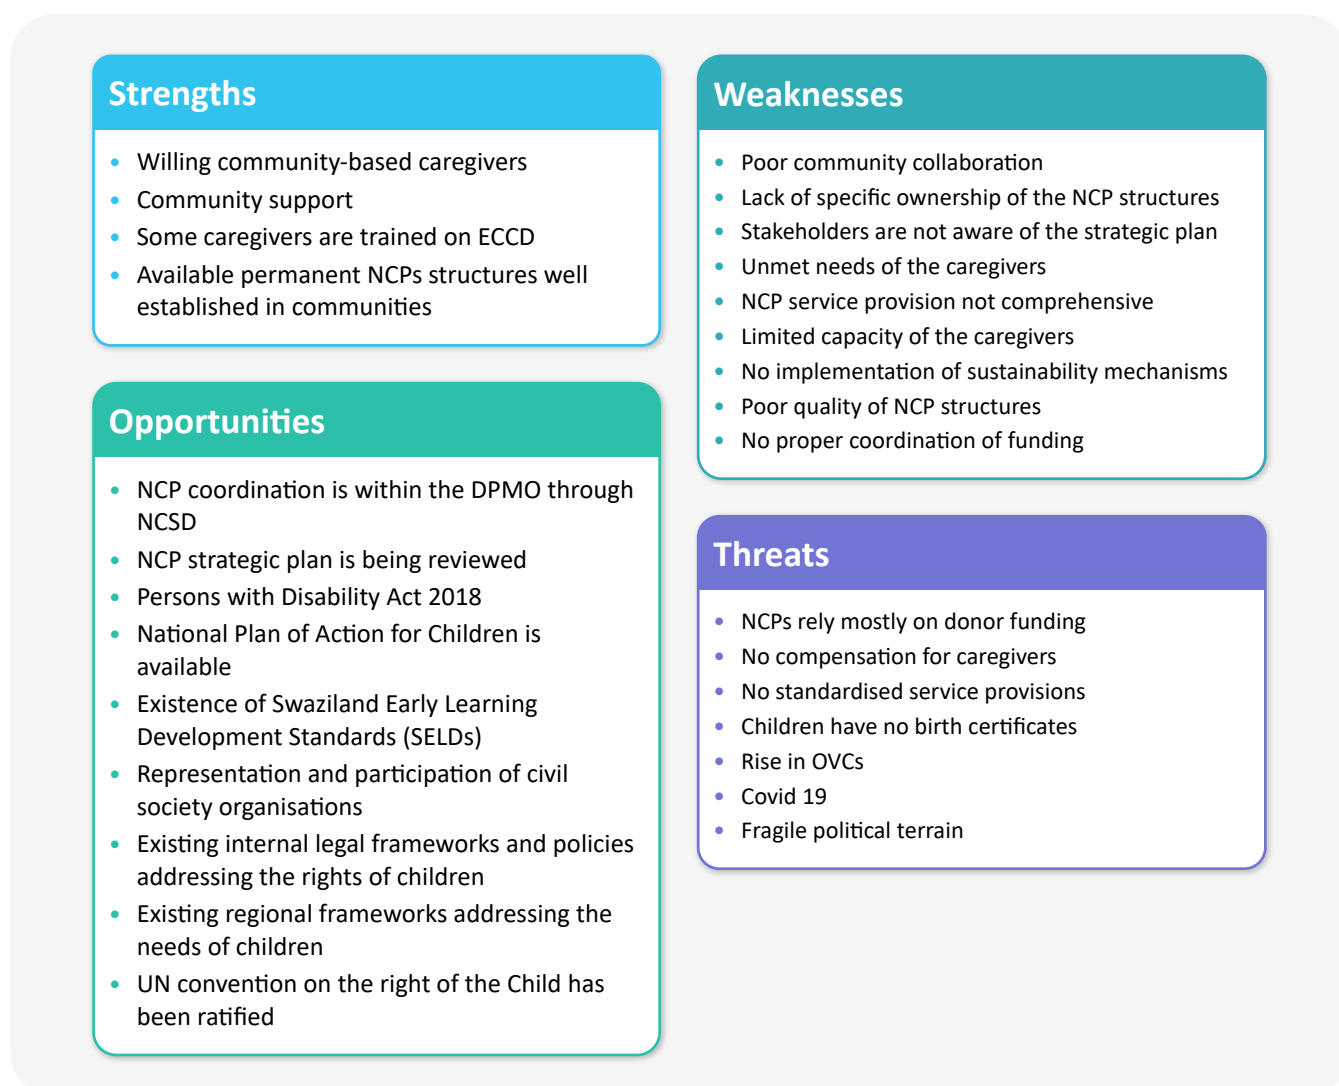 Strengths
• Willing community-based caregivers
• Community support
• Some caregivers are trained on ECCD
• Available permanent NCPs structures well
established in communities
Opportunities
• NCP coordination is within the DPMO through
NCSD
• NCP strategic plan is being reviewed
• Persons with Disability Act 2018
• National Plan of Action for Children is
available
• Existence of Swaziland Early Learning
Development Standards (SELDs)
• Representation and participation of civil
society organisations
• Existing internal legal frameworks and policies
addressing the rights of children
• Existing regional frameworks addressing the
needs of children
• UN convention on the right of the Child has
been ratified
Weaknesses
• Poor community collaboration
• Lack of specific ownership of the NCP structures
• Stakeholders are not aware of the strategic plan
• Unmet needs of the caregivers
• NCP service provision not comprehensive
• Limited capacity of the caregivers
• No implementation of sustainability mechanisms
• Poor quality of NCP structures
• No proper coordination of funding
Threats
• NCPs rely mostly on donor funding
• No compensation for caregivers
• No standardised service provisions
• Children have no birth certificates
• Rise in OVCs
• Covid 19
• Fragile political terrain